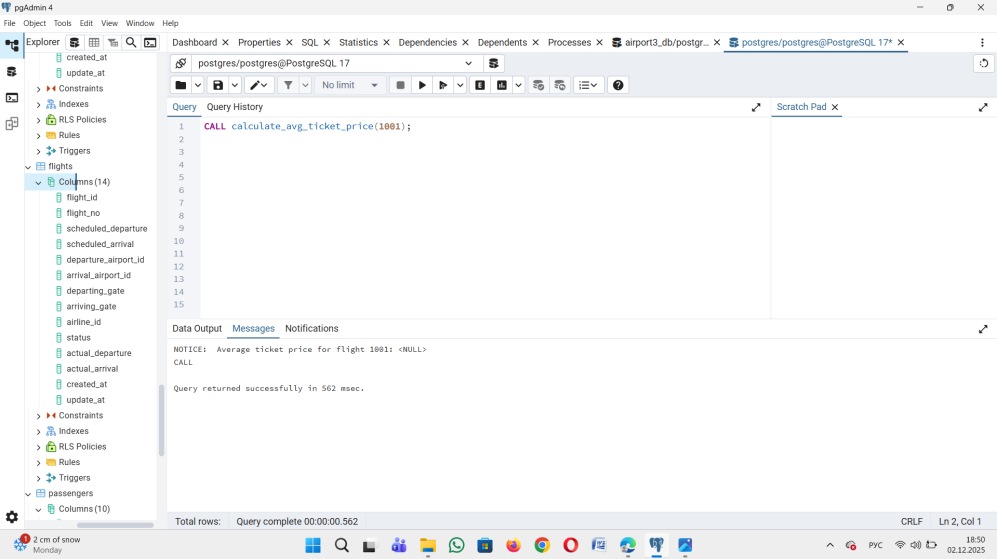 pgAdmin 4
File Object Tools Edit View Window Help
Explorer
Dashboard Properties SQL Statistics Dependencies Dependents Processes airport3_db/postgr... postgres/postgres@PostgreSQL 17*
created_at
update_at
Constraints
Indexes
RLS Policies
Rules
Triggers
flights
Columns (14)
flight_id
flight_no
scheduled_departure
scheduled_arrival
departure_airport_id
arrival_airport_id
departing_gate
arriving_gate
airline_id
status
actual_departure
actual_arrival
created_at
update_at
Constraints
Indexes
RLS Policies
Rules
Triggers
passengers
Columns (10)
postgres/postgres@PostgreSQL 17
No limit
E
Query Query History
Scratch Pad
1 CALL calculate_avg_ticket_price(1001);
2
3
4
5
6
7
8
9
10
11
12
13
14
15
Data Output Messages Notifications
NOTICE: Average ticket price for flight 1001: <NULL>
CALL
Query returned successfully in 562 msec.
Total rows: Query complete 00:00:00.562 CRLF Ln 2, Col 1
1
2 cm of snow
Monday
РУС
18:50
02.12.2025